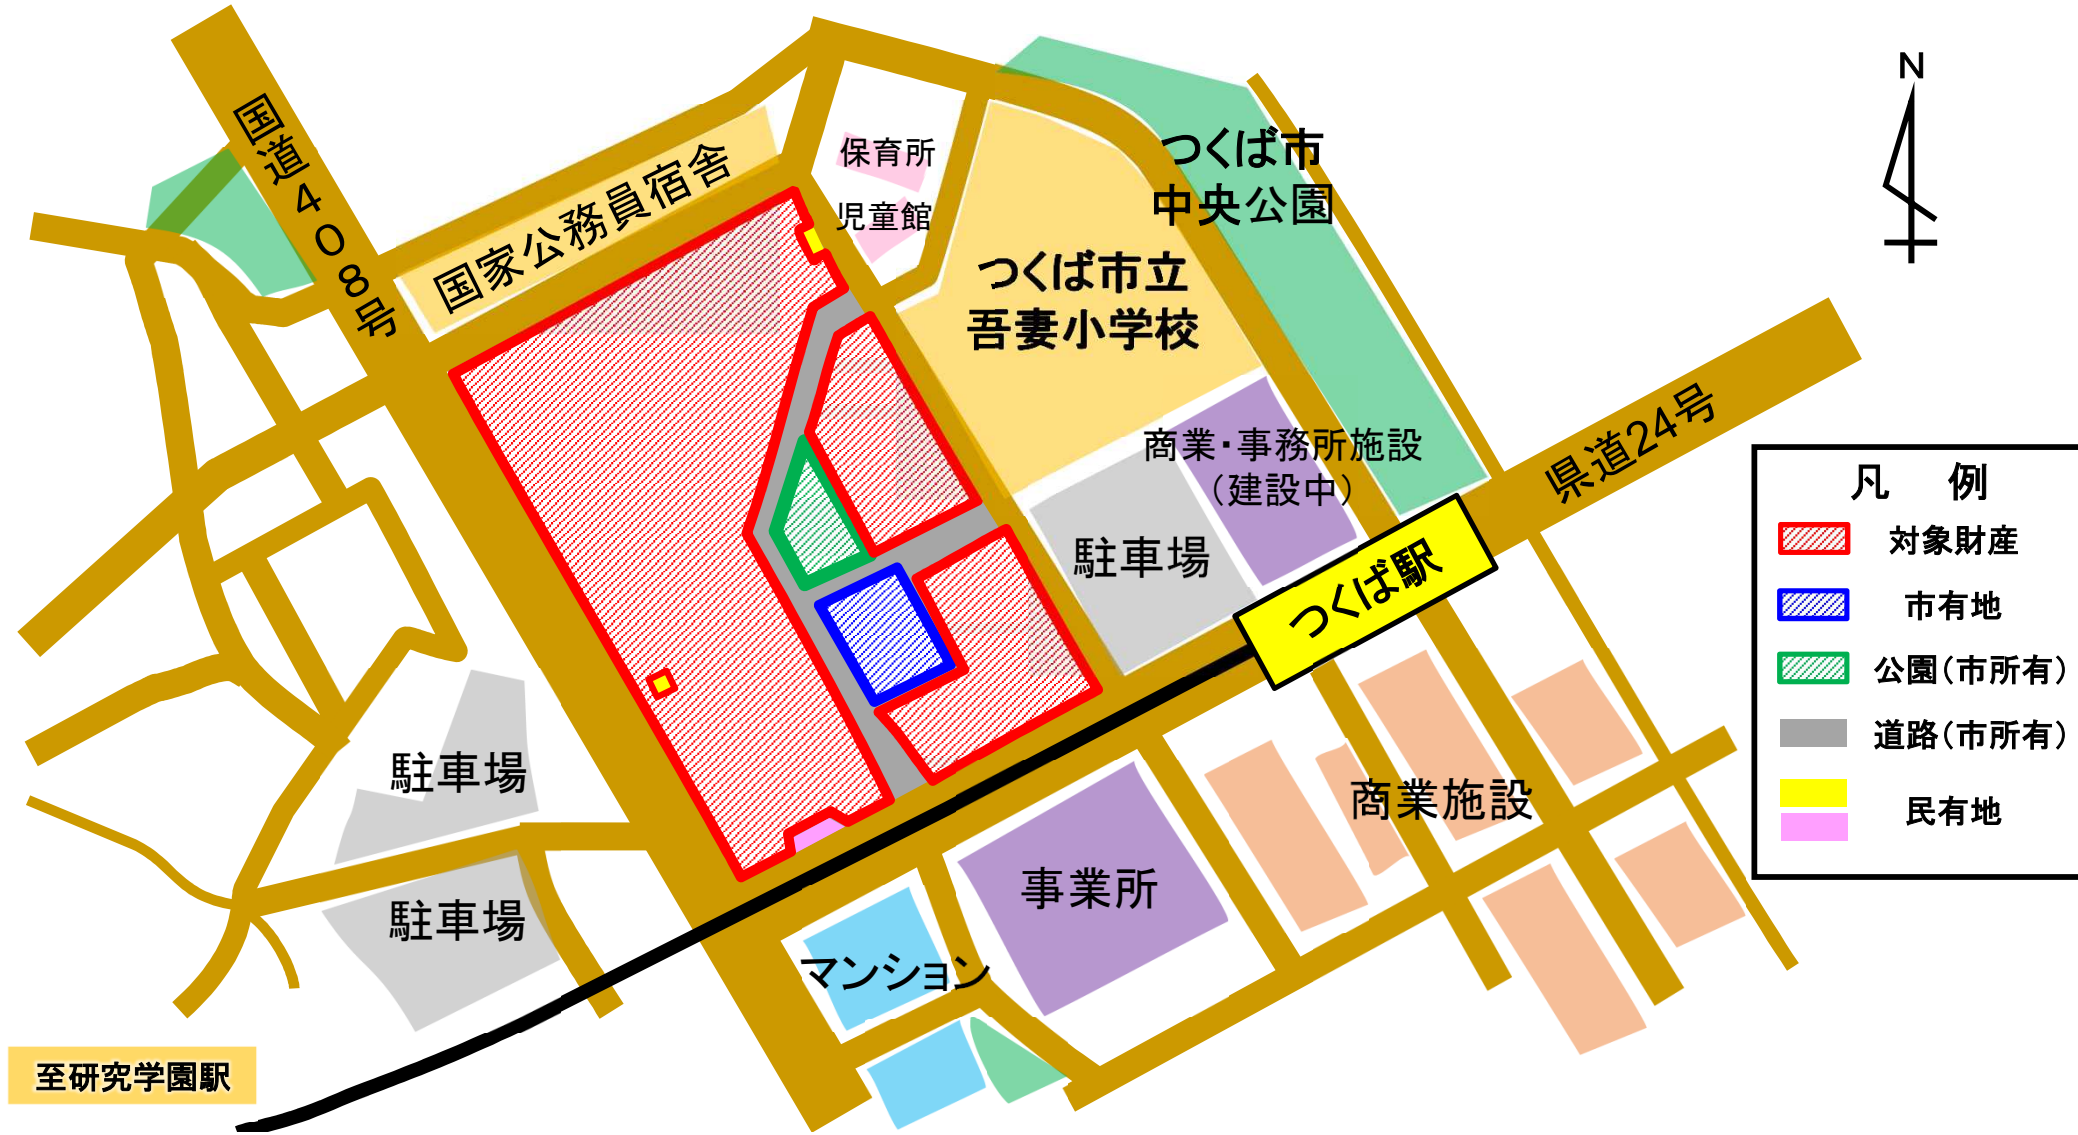 国道408号
国家公務員宿舎
保育所
児童館
つくば市
中央公園
つくば市立
吾妻小学校
商業・事務所施設
（建設中）
駐車場
つくば駅
県道24号
N
凡 例
対象財産
市有地
公園（市所有）
道路（市所有）
民有地
駐車場
駐車場
商業施設
事業所
マンション
至研究学園駅